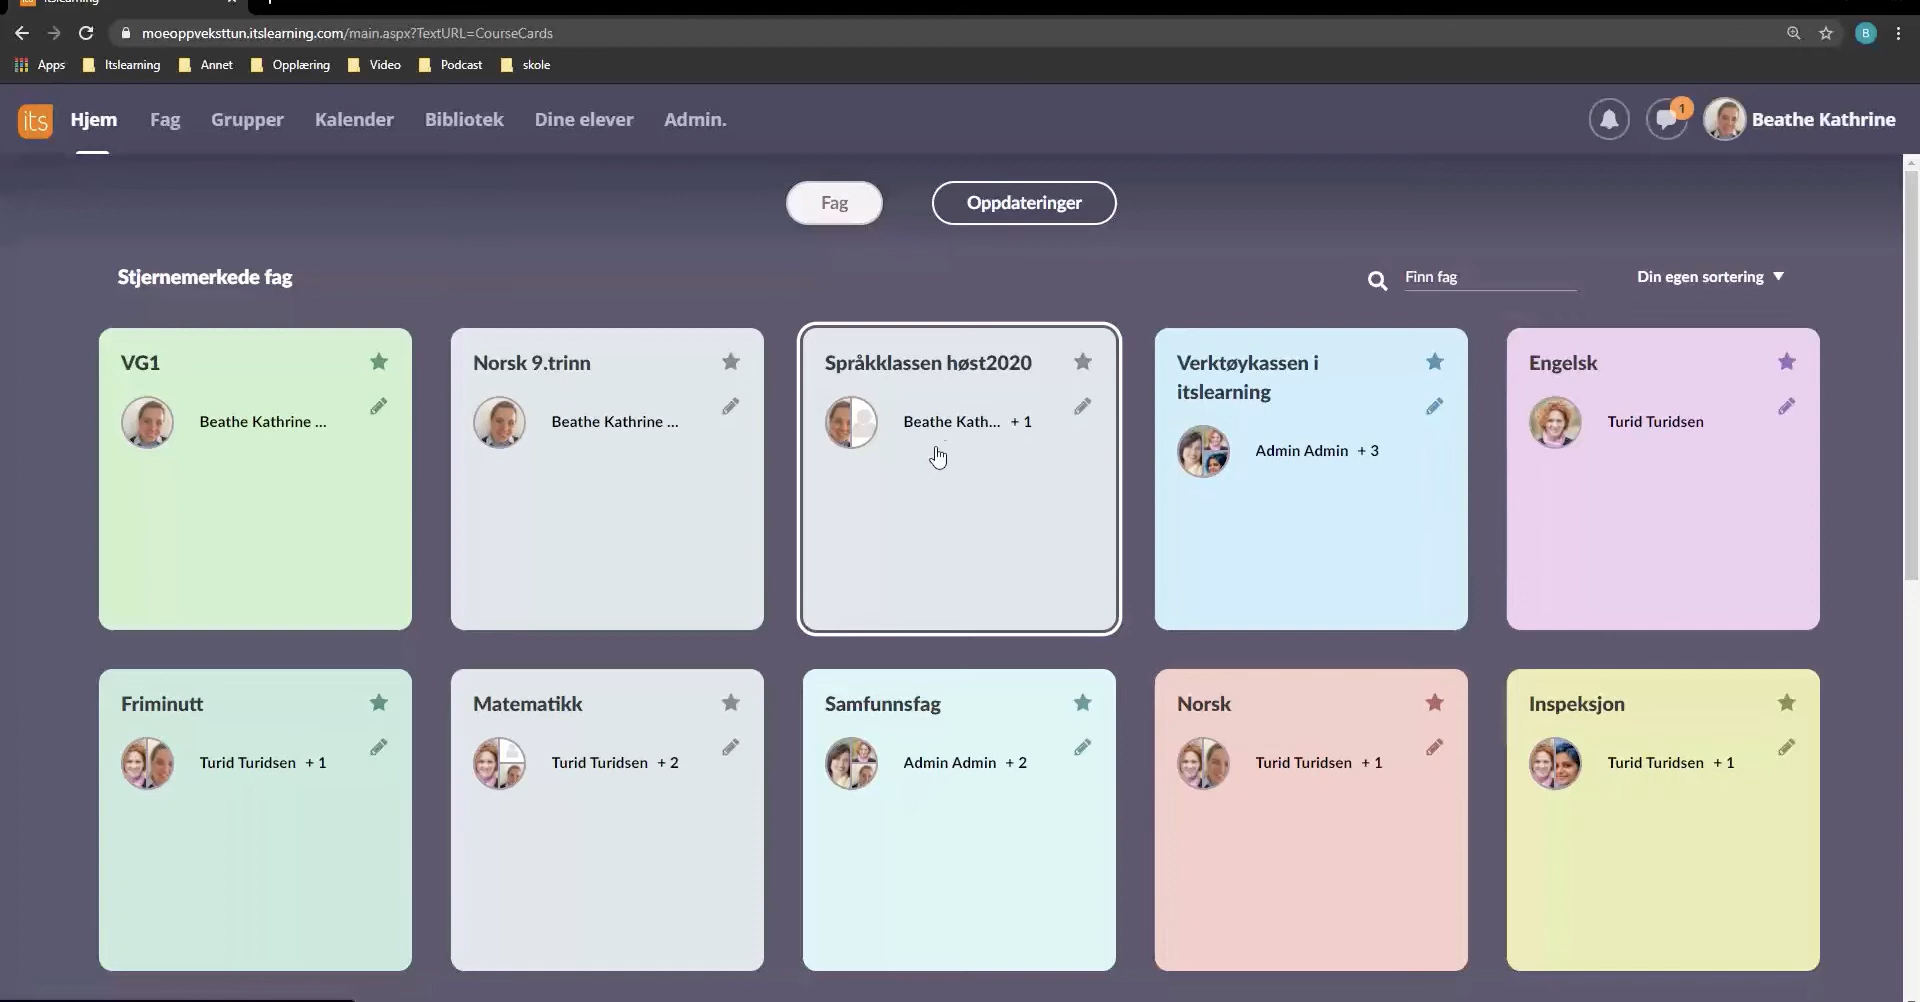 itslearning
moeoppveksttun.itslearning.com/main.aspx?TextURL=CourseCards
B
Apps Itslearning Annet Opplæring Video Podcast skole
its Hjem Fag Grupper Kalender Bibliotek Dine elever Admin. 1 Beathe Kathrine
Fag Oppdateringer
Stjernemerkede fag Finn fag Din egen sortering
VG1
Beathe Kathrine ...
Norsk 9.trinn
Beathe Kathrine ...
Språkklassen høst2020
Beathe Kath... + 1
Verktøykassen i
itslearning
Admin Admin + 3
Engelsk
Turid Turidsen
Friminutt
Turid Turidsen + 1
Matematikk
Turid Turidsen + 2
Samfunnsfag
Admin Admin + 2
Norsk
Turid Turidsen + 1
Inspeksjon
Turid Turidsen + 1